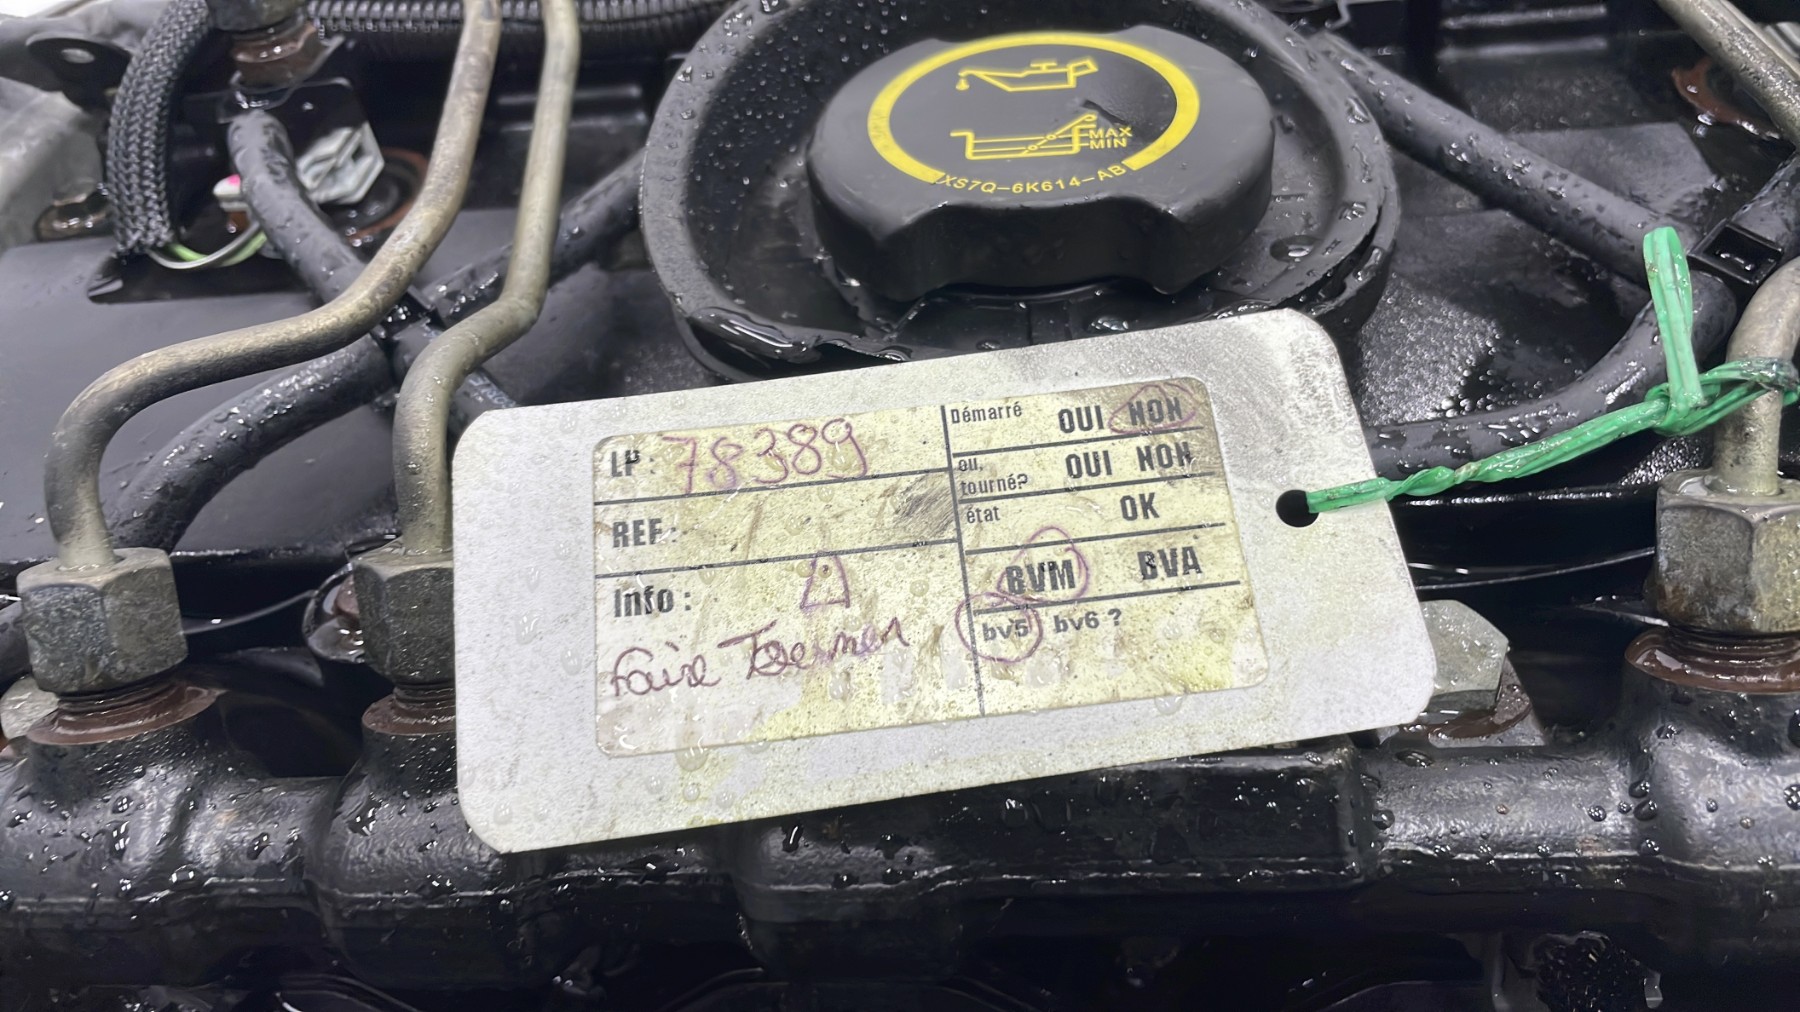 MAX
MIN
XS7Q-6K614-AB
LP: 78389
REF:
Info:
faire Tourner
Démarré OUI NON
ou, tourné? OUI NON
état OK
BVM BVA
bv5 bv6 ?